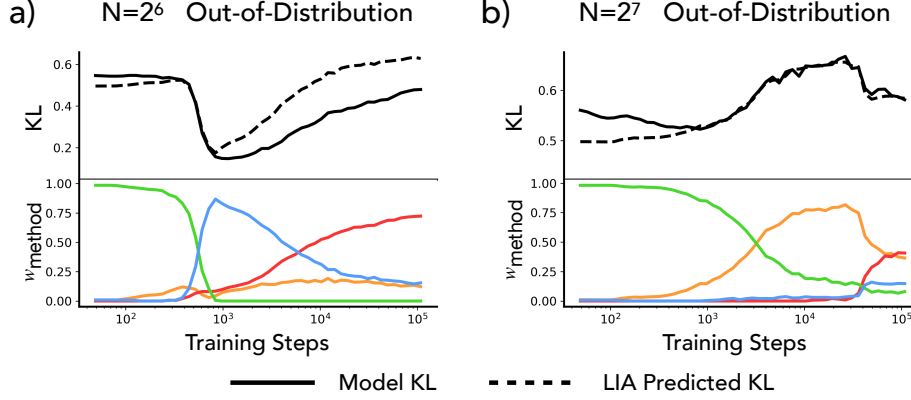 a) N=2⁶ Out-of-Distribution
KL
0.6
0.4
0.2
w_method
1.00
0.75
0.50
0.25
0.00
10² 10³ 10⁴ 10⁵
Training Steps
b) N=2⁷ Out-of-Distribution
KL
0.6
0.5
w_method
1.00
0.75
0.50
0.25
0.00
10² 10³ 10⁴ 10⁵
Training Steps
Model KL LIA Predicted KL